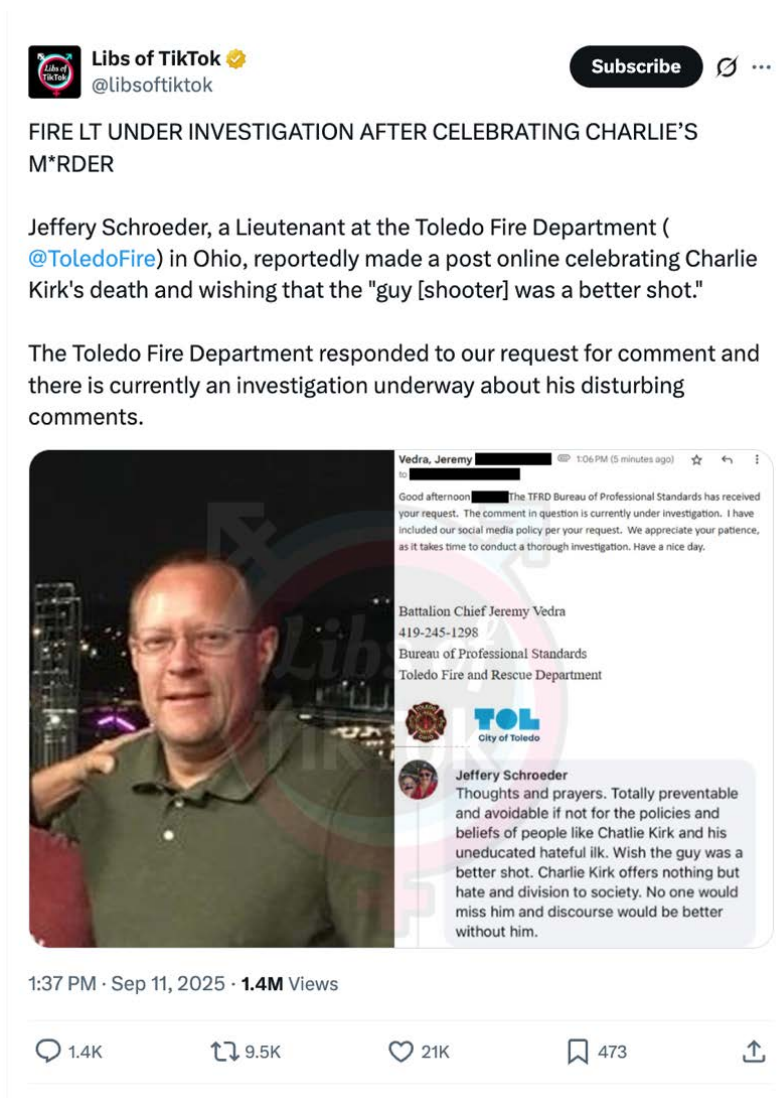 Libs of TikTok
@libsoftiktok
Subscribe
FIRE LT UNDER INVESTIGATION AFTER CELEBRATING CHARLIE’S
M*RDER
Jeffery Schroeder, a Lieutenant at the Toledo Fire Department (
@ToledoFire) in Ohio, reportedly made a post online celebrating Charlie
Kirk's death and wishing that the "guy [shooter] was a better shot."
The Toledo Fire Department responded to our request for comment and
there is currently an investigation underway about his disturbing
comments.
Vedra, Jeremy
1:06 PM (5 minutes ago)
to
Good afternoon The TFRD Bureau of Professional Standards has received
your request. The comment in question is currently under investigation. I have
included our social media policy per your request. We appreciate your patience,
as it takes time to conduct a thorough investigation. Have a nice day.
Battalion Chief Jeremy Vedra
419-245-1298
Bureau of Professional Standards
Toledo Fire and Rescue Department
TOL
City of Toledo
Jeffery Schroeder
Thoughts and prayers. Totally preventable
and avoidable if not for the policies and
beliefs of people like Chatlie Kirk and his
uneducated hateful ilk. Wish the guy was a
better shot. Charlie Kirk offers nothing but
hate and division to society. No one would
miss him and discourse would be better
without him.
Libs of
TIKTOK
1:37 PM · Sep 11, 2025 · 1.4M Views
1.4K
9.5K
21K
473